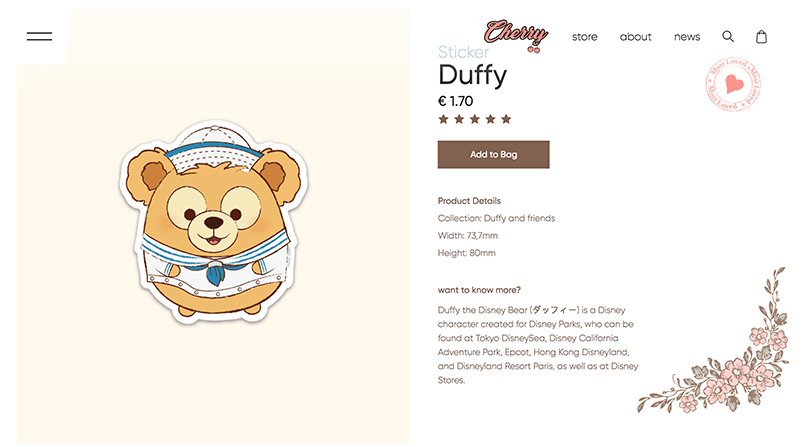 Cherry
store
about
news
Sticker
Duffy
€ 1.70
Most Loved
Most Loved
Most Loved
Add to Bag
Product Details
Collection: Duffy and friends
Width: 73,7mm
Height: 80mm
want to know more?
Duffy the Disney Bear (ダッフィー) is a Disney
character created for Disney Parks, who can be
found at Tokyo DisneySea, Disney California
Adventure Park, Epcot, Hong Kong Disneyland,
and Disneyland Resort Paris, as well as at Disney
Stores.